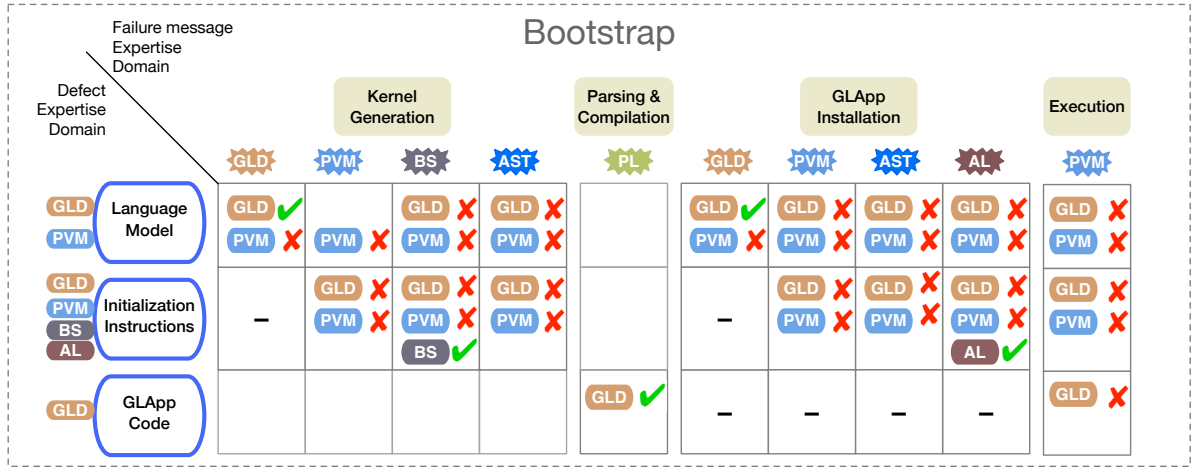 Bootstrap
Failure message
Expertise
Domain
Defect
Expertise
Domain
Kernel
Generation
Parsing &
Compilation
GLApp
Installation
Execution
GLD PVM BS AST PL GLD PVM AST AL PVM
GLD
PVM
Language
Model
GLD GLD GLD GLD GLD GLD
PVM PVM PVM PVM PVM PVM PVM PVM PVM
GLD
PVM
BS
AL
Initialization
Instructions
GLD GLD GLD GLD GLD GLD GLD
– PVM PVM PVM – PVM PVM PVM PVM
BS AL
GLD
GLApp
Code
GLD – – – – GLD